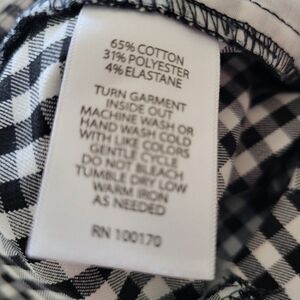 65% COTTON
31% POLYESTER
4% ELASTANE
TURN GARMENT
INSIDE OUT
MACHINE WASH OR
HAND WASH COLD
WITH LIKE COLORS
GENTLE CYCLE
DO NOT BLEACH
TUMBLE DRY LOW
WARM IRON
AS NEEDED
RN 100170